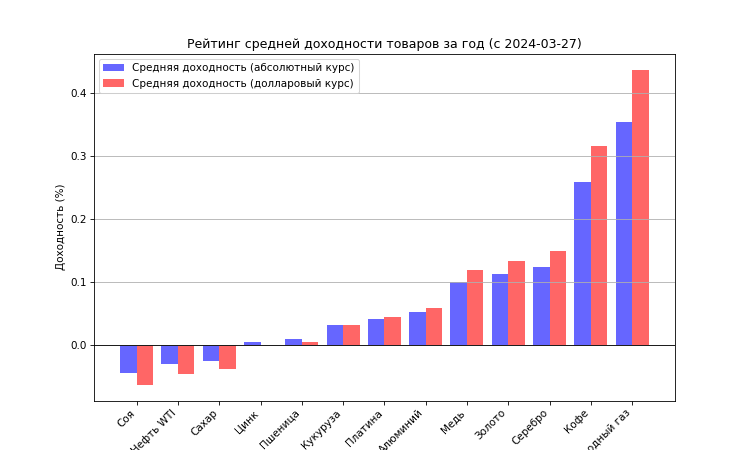 Рейтинг средней доходности товаров за год (с 2024-03-27)
Средняя доходность (абсолютный курс)
Средняя доходность (долларовый курс)
Доходность (%)
0.4
0.3
0.2
0.1
0.0
Соя
Нефть WTI
Сахар
Цинк
Пшеница
Кукуруза
Платина
Алюминий
Медь
Золото
Серебро
Кофе
газ